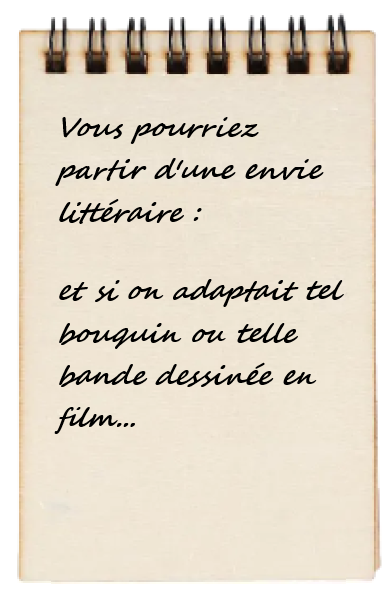 Vous pourriez
partir d'une envie
littéraire :
et si on adaptait tel
bouquin ou telle
bande dessinée en
film...